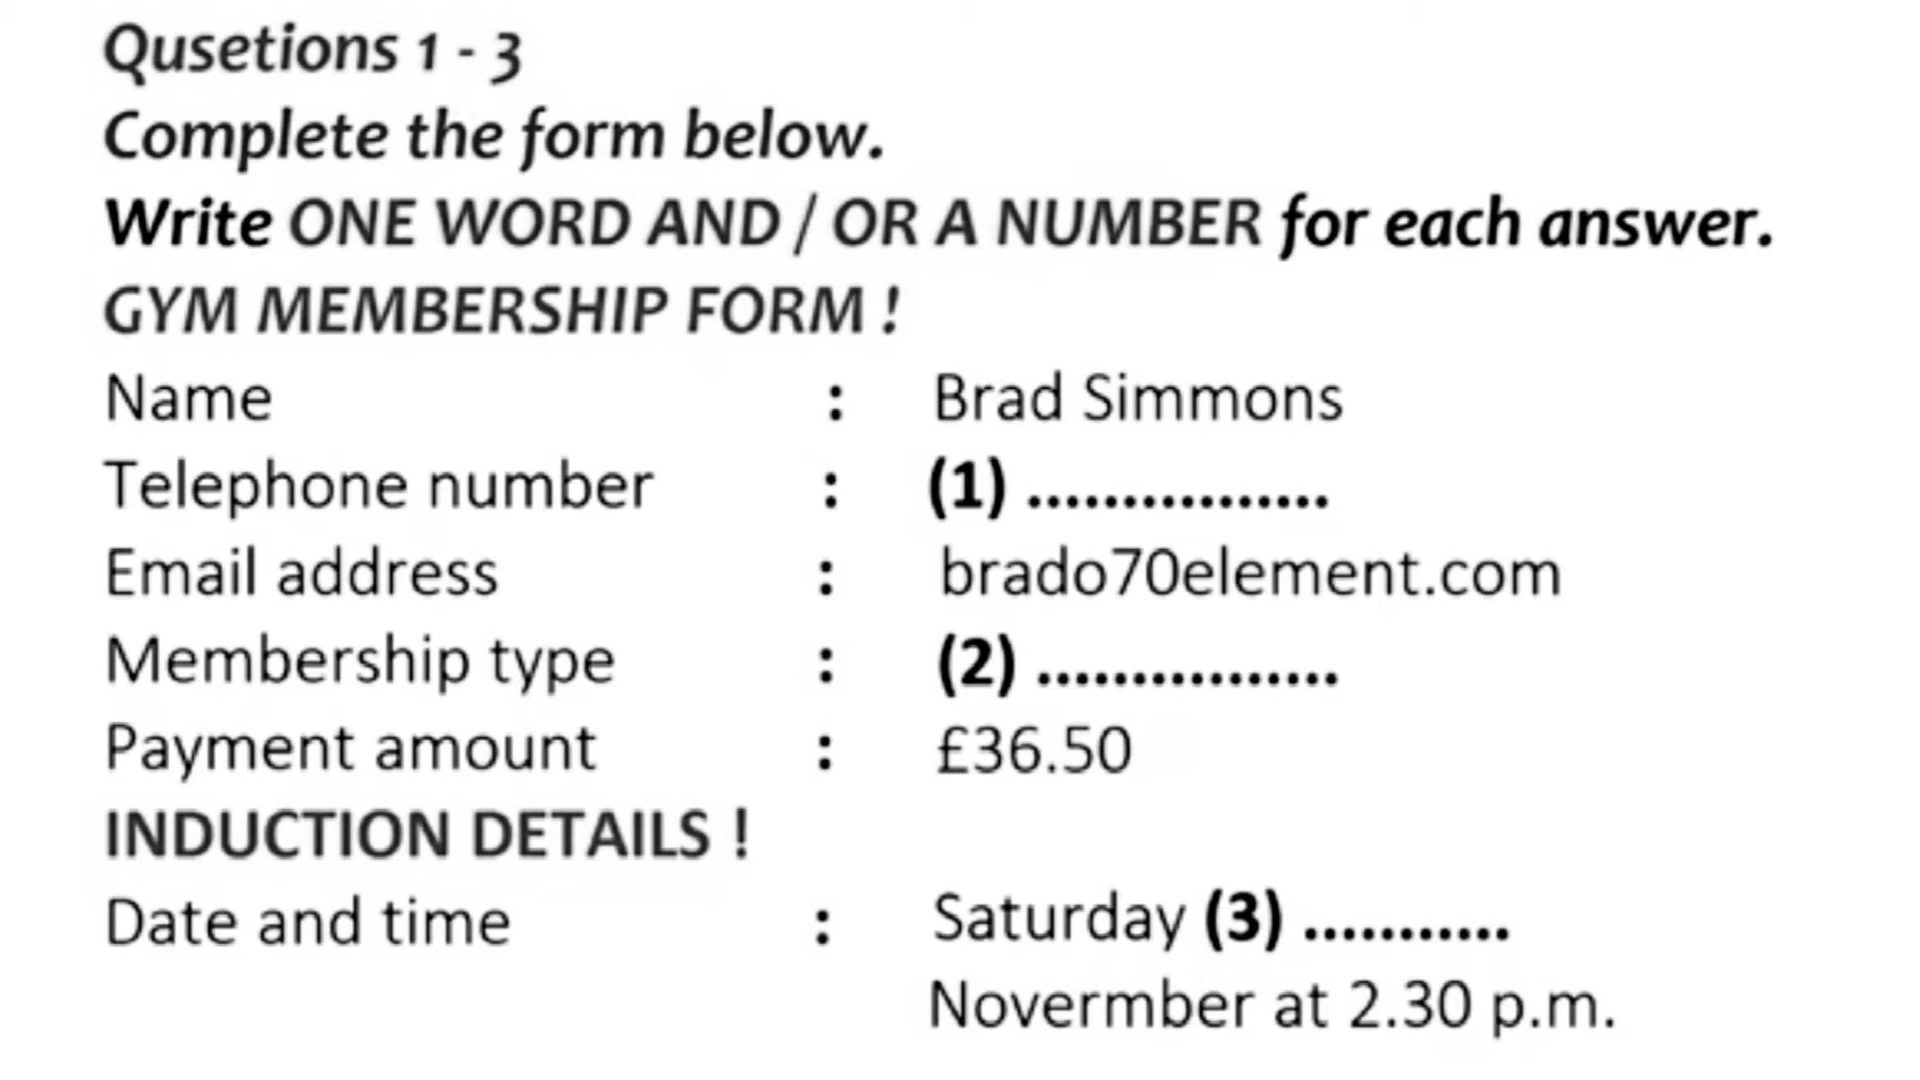 Qusetions 1 - 3
Complete the form below.
Write ONE WORD AND / OR A NUMBER for each answer.
GYM MEMBERSHIP FORM !
Name : Brad Simmons
Telephone number : (1) ................
Email address : brado70element.com
Membership type : (2) ................
Payment amount : £36.50
INDUCTION DETAILS !
Date and time : Saturday (3) ...........
Novermber at 2.30 p.m.